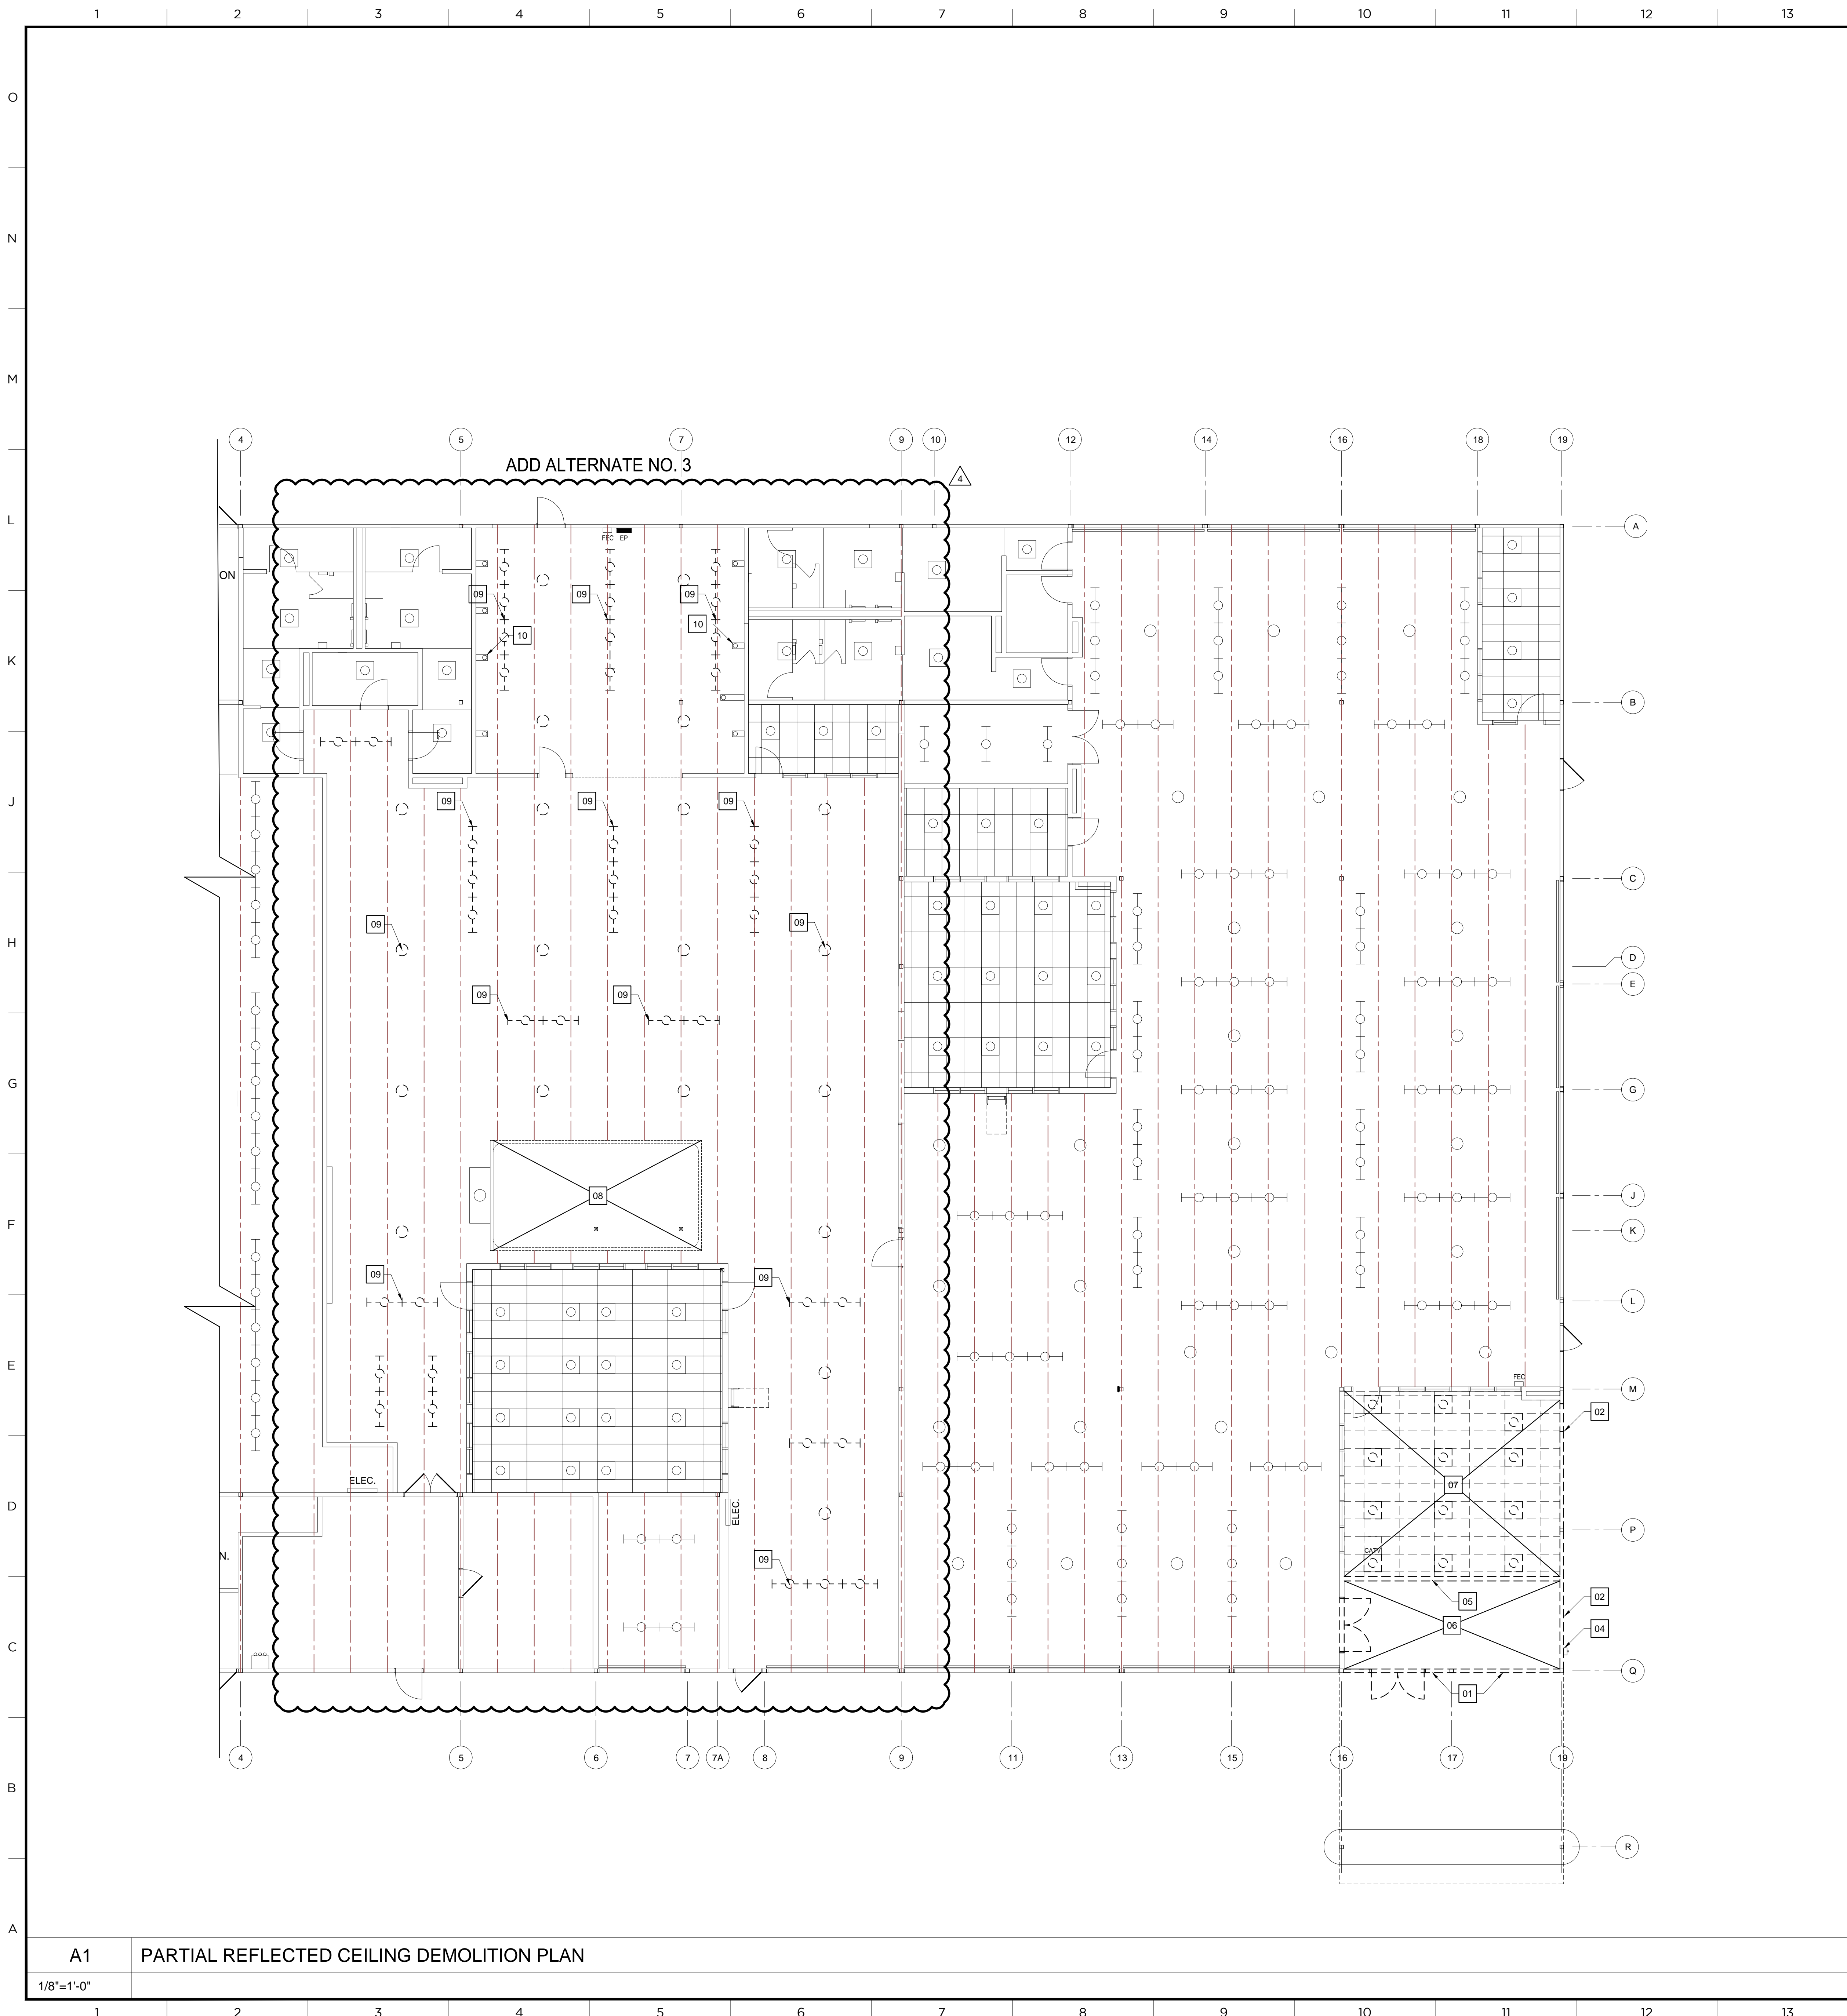 1 2 3 4 5 6 7 8 9 10 11 12 13
O
N
M
4 5 7 9 10 12 14 16 18 19
ADD ALTERNATE NO. 3
4
L
A
FEC EP
ON
09 09 09
10 10
K
B
J
09 09 09
C
H
09 09
D
E
09 09
G
G
J
F
08
K
09 09
L
E
FEC
M
02
D
ELEC.
ELEC.
07
P
CATV
N.
09
05
02
06
04
C
Q
01
4 5 6 7 7A 8 9 11 13 15 16 17 19
B
R
A
A1 PARTIAL REFLECTED CEILING DEMOLITION PLAN
1/8"=1'-0"
1 2 3 4 5 6 7 8 9 10 11 12 13